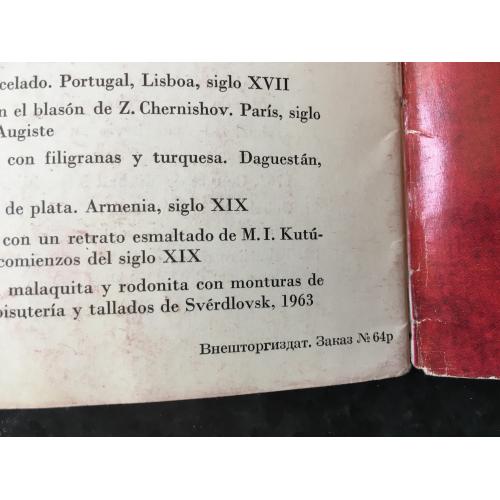 celado. Portugal, Lisboa, siglo XVII
n el blasón de Z. Chernishov. París, siglo
Augiste
con filigranas y turquesa. Daguestán,
de plata. Armenia, siglo XIX
con un retrato esmaltado de M. I. Kutú-
comienzos del siglo XIX
malaquita y rodonita con monturas de
bisutería y tallados de Svérdlovsk, 1963
Внешторгиздат. Заказ № 64р